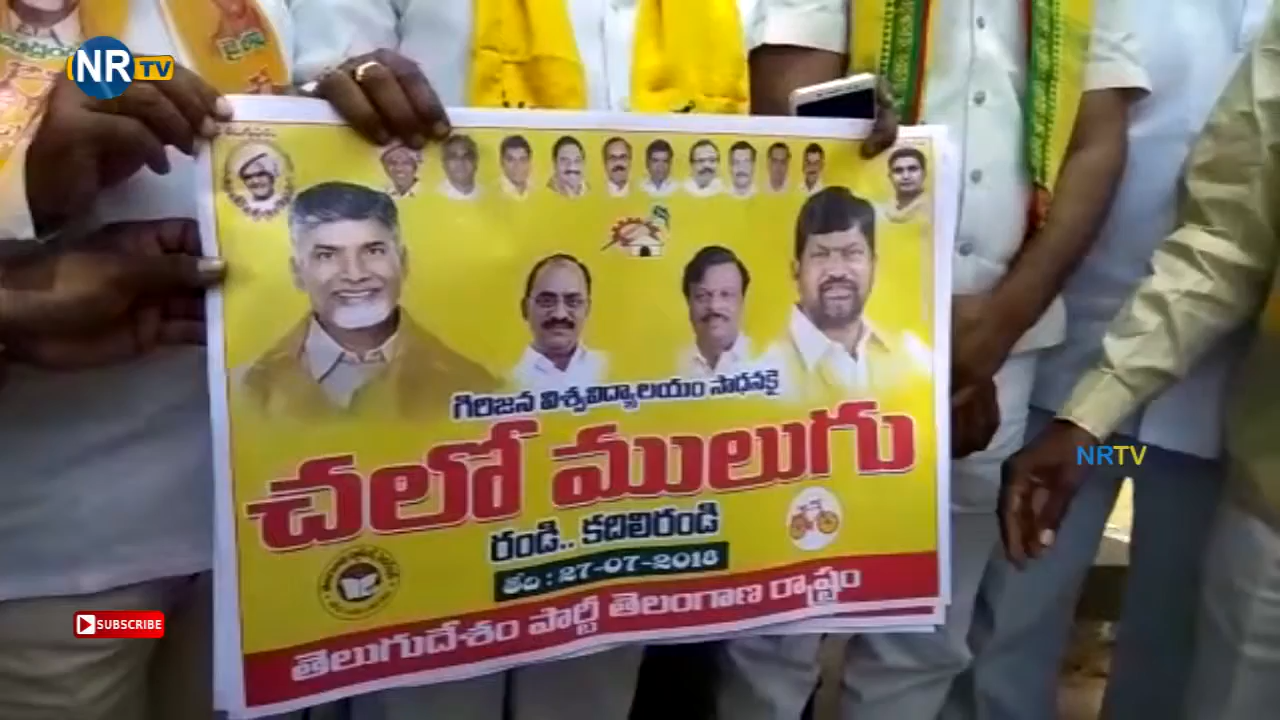 NRTV
గిరిజన విశ్వవిద్యాలయం సాధనకై
చలో ములుగు
రండి.. కదిలిరండి
తేది : 27-07-2018
తెలుగుదేశం పార్టీ తెలంగాణ రాష్ట్రం
NRTV
SUBSCRIBE